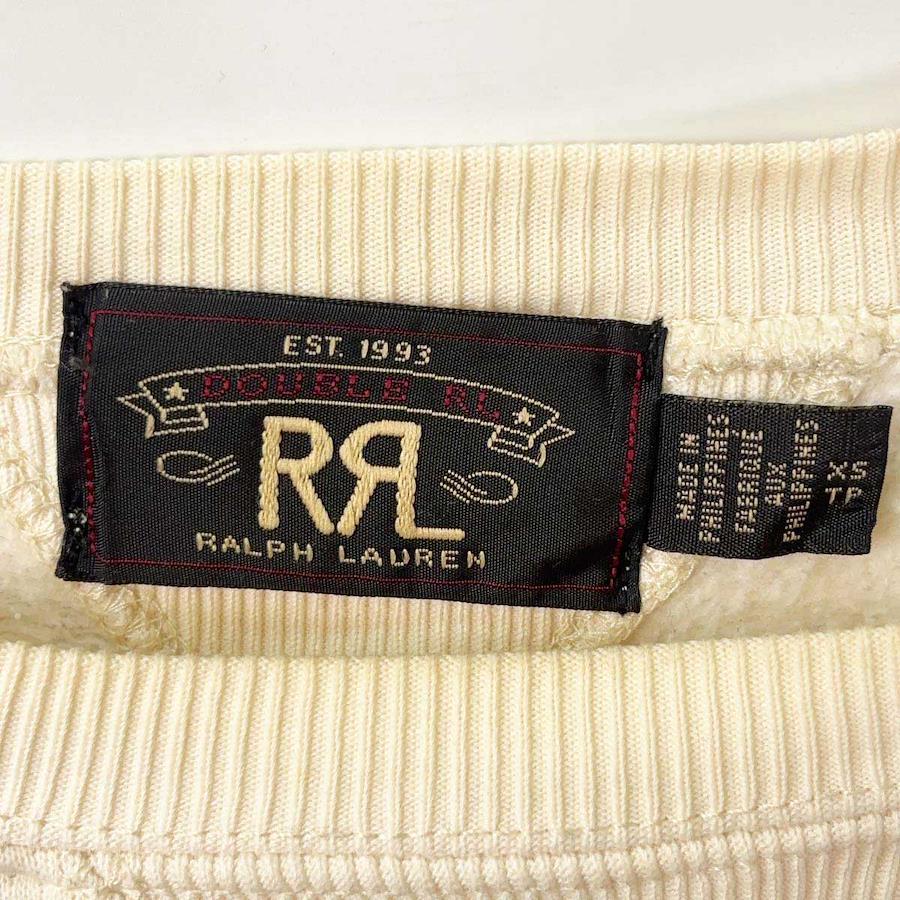 EST. 1993
DOUBLE RL
RRL
RALPH LAUREN
MADE IN
PHILIPPINES
FABRIQUE
AUX
PHILIPPINES
XS
TP